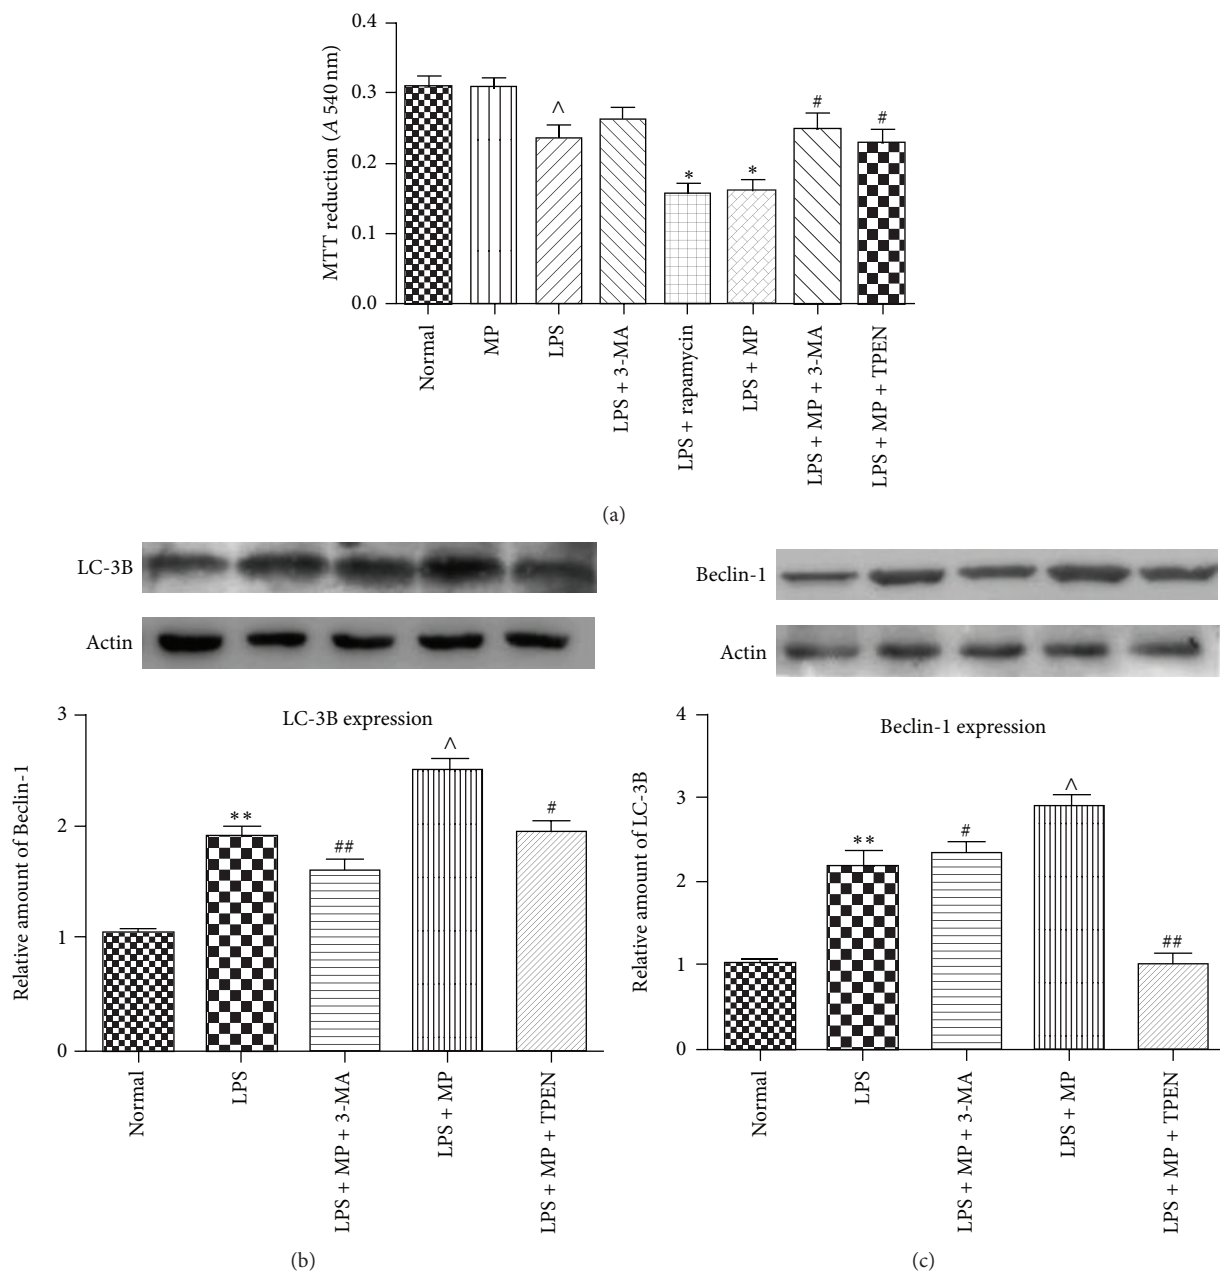 0.4
0.3
0.2
0.1
0.0
MTT reduction (A 540 nm)
^
*
*
#
#
Normal
MP
LPS
LPS + 3-MA
LPS + rapamycin
LPS + MP
LPS + MP + 3-MA
LPS + MP + TPEN
(a)
LC-3B
Actin
LC-3B expression
3
2
1
0
Relative amount of Beclin-1
**
##
^
#
Normal
LPS
LPS + MP + 3-MA
LPS + MP
LPS + MP + TPEN
(b)
Beclin-1
Actin
Beclin-1 expression
4
3
2
1
0
Relative amount of LC-3B
**
#
^
##
Normal
LPS
LPS + MP + 3-MA
LPS + MP
LPS + MP + TPEN
(c)